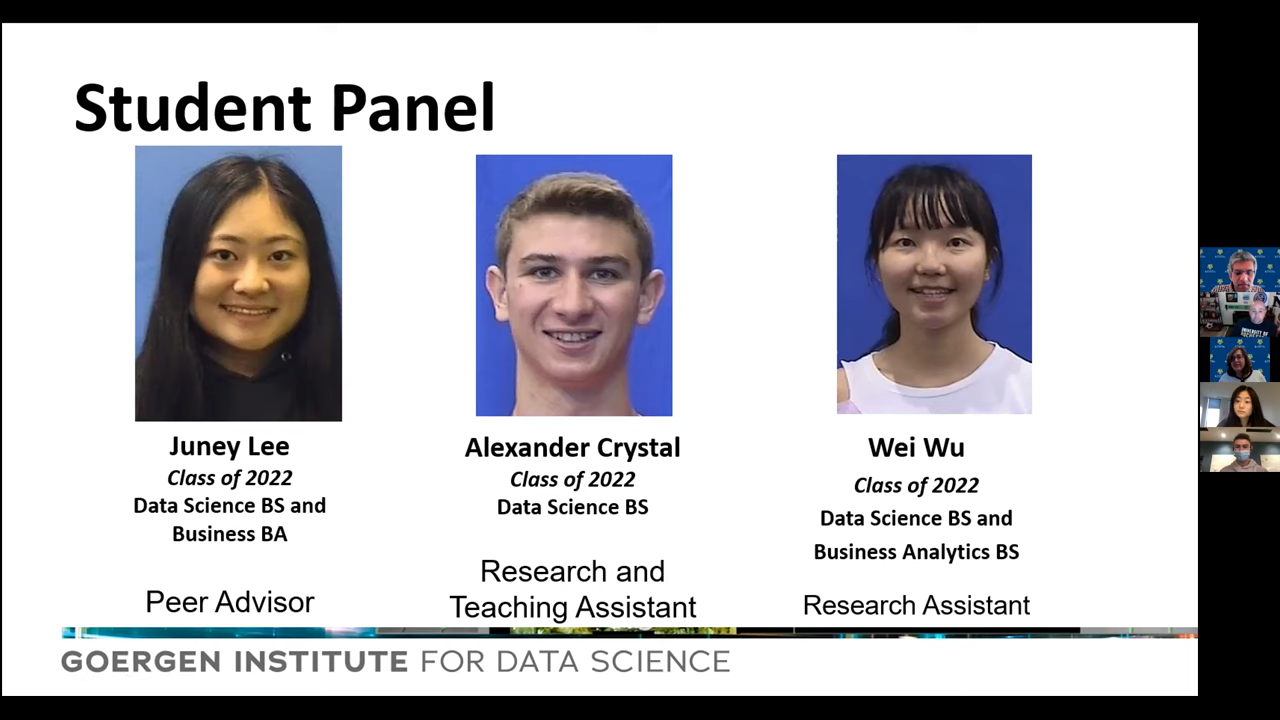 Student Panel
Juney Lee
Class of 2022
Data Science BS and
Business BA
Peer Advisor
Alexander Crystal
Class of 2022
Data Science BS
Research and
Teaching Assistant
Wei Wu
Class of 2022
Data Science BS and
Business Analytics BS
Research Assistant
GOERGEN INSTITUTE FOR DATA SCIENCE